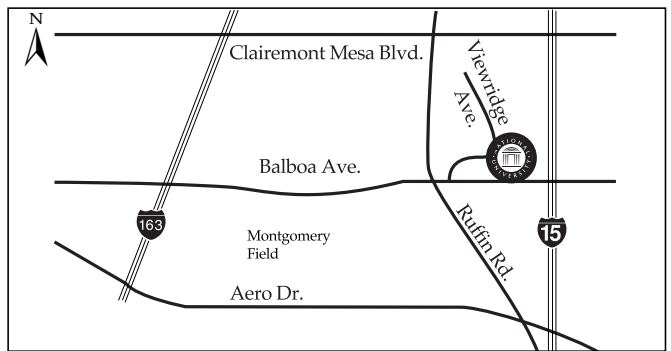 N
Clairemont Mesa Blvd.
Viewridge
Ave.
NATIONAL
UNIVERSITY
Balboa Ave.
163
Montgomery
Field
Ruffin Rd.
15
Aero Dr.